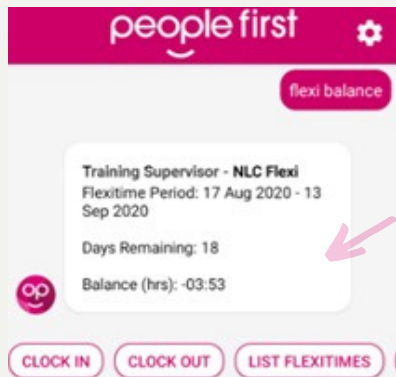 people first
flexi balance
Training Supervisor - NLC Flexi
Flexitime Period: 17 Aug 2020 - 13
Sep 2020
Days Remaining: 18
Balance (hrs): -03:53
op
CLOCK IN
CLOCK OUT
LIST FLEXITIMES